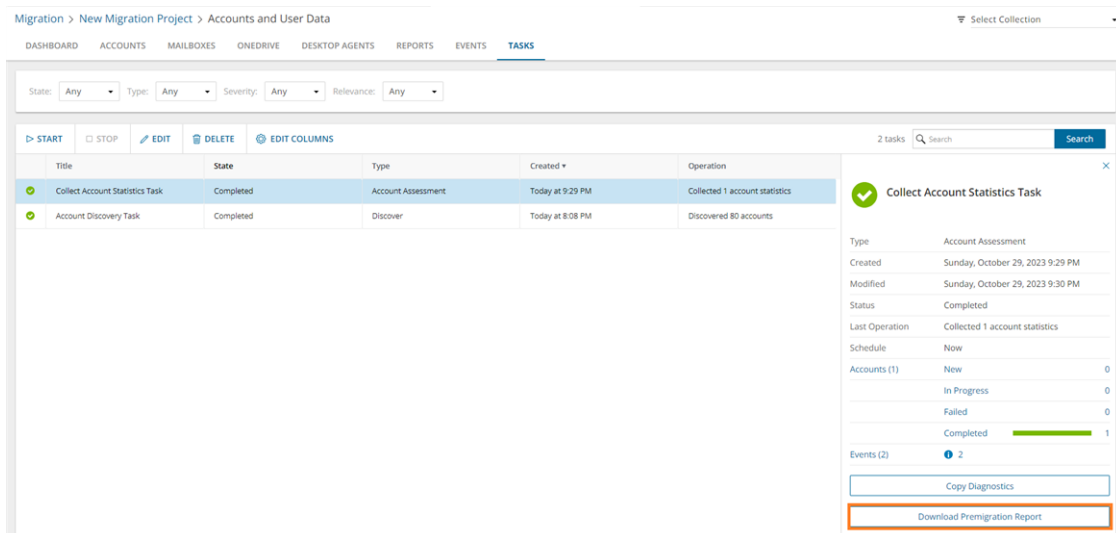 Migration > New Migration Project > Accounts and User Data
Select Collection
DASHBOARD ACCOUNTS MAILBOXES ONEDRIVE DESKTOP AGENTS REPORTS EVENTS TASKS
State: Any Type: Any Severity: Any Relevance: Any
START STOP EDIT DELETE EDIT COLUMNS 2 tasks Search Search
Title State Type Created Operation
Collect Account Statistics Task Completed Account Assessment Today at 9:29 PM Collected 1 account statistics
Account Discovery Task Completed Discover Today at 8:08 PM Discovered 80 accounts
Collect Account Statistics Task
Type Account Assessment
Created Sunday, October 29, 2023 9:29 PM
Modified Sunday, October 29, 2023 9:30 PM
Status Completed
Last Operation Collected 1 account statistics
Schedule Now
Accounts (1) New 0
In Progress 0
Failed 0
Completed 1
Events (2) 2
Copy Diagnostics
Download Premigration Report